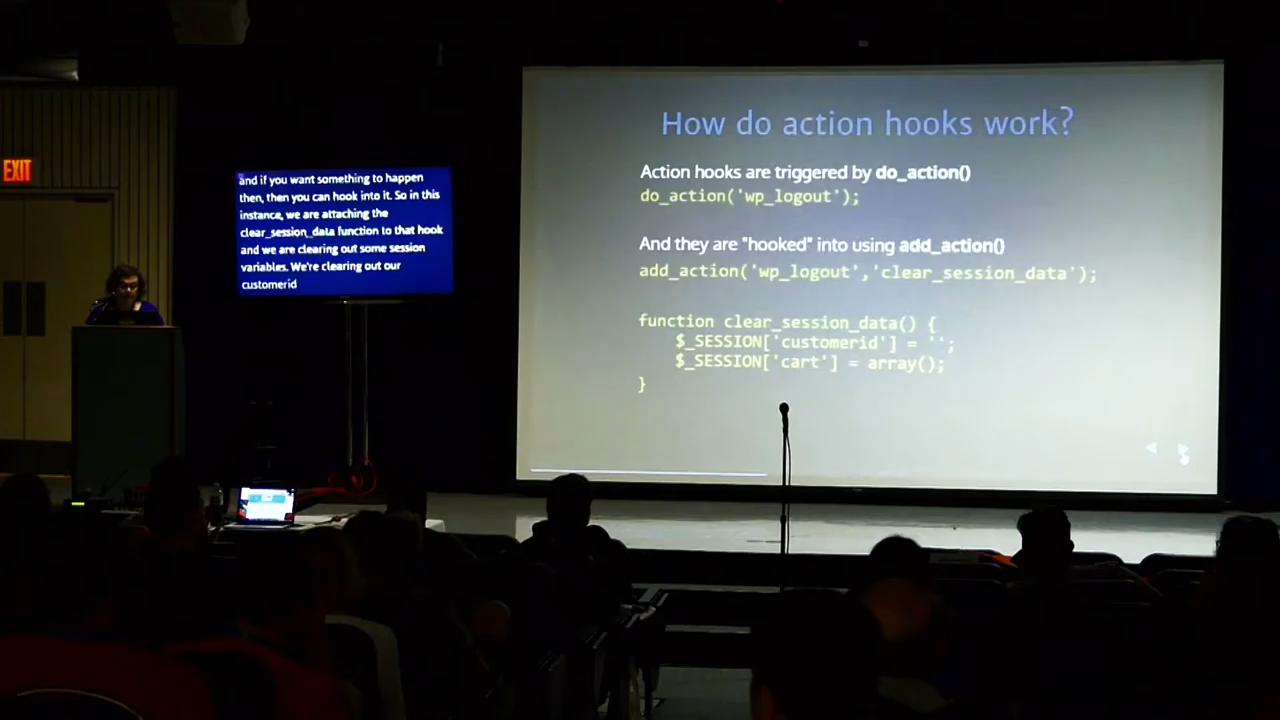 EXIT
and if you want something to happen
then, then you can hook into it. So in this
instance, we are attaching the
clear_session_data function to that hook
and we are clearing out some session
variables. We're clearing out our
customerid
How do action hooks work?
Action hooks are triggered by do_action()
do_action('wp_logout');
And they are "hooked" into using add_action()
add_action('wp_logout','clear_session_data');
function clear_session_data() {
$_SESSION['customerid'] = '';
$_SESSION['cart'] = array();
}